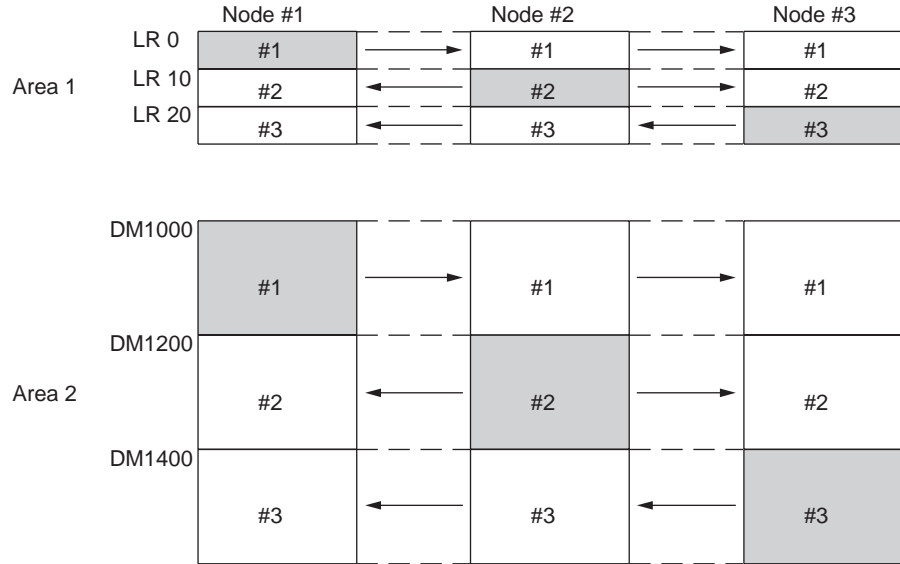 Node #1 Node #2 Node #3
LR 0
#1 #1 #1
Area 1
LR 10
#2 #2 #2
LR 20
#3 #3 #3
DM1000
#1 #1 #1
DM1200
Area 2
#2 #2 #2
DM1400
#3 #3 #3